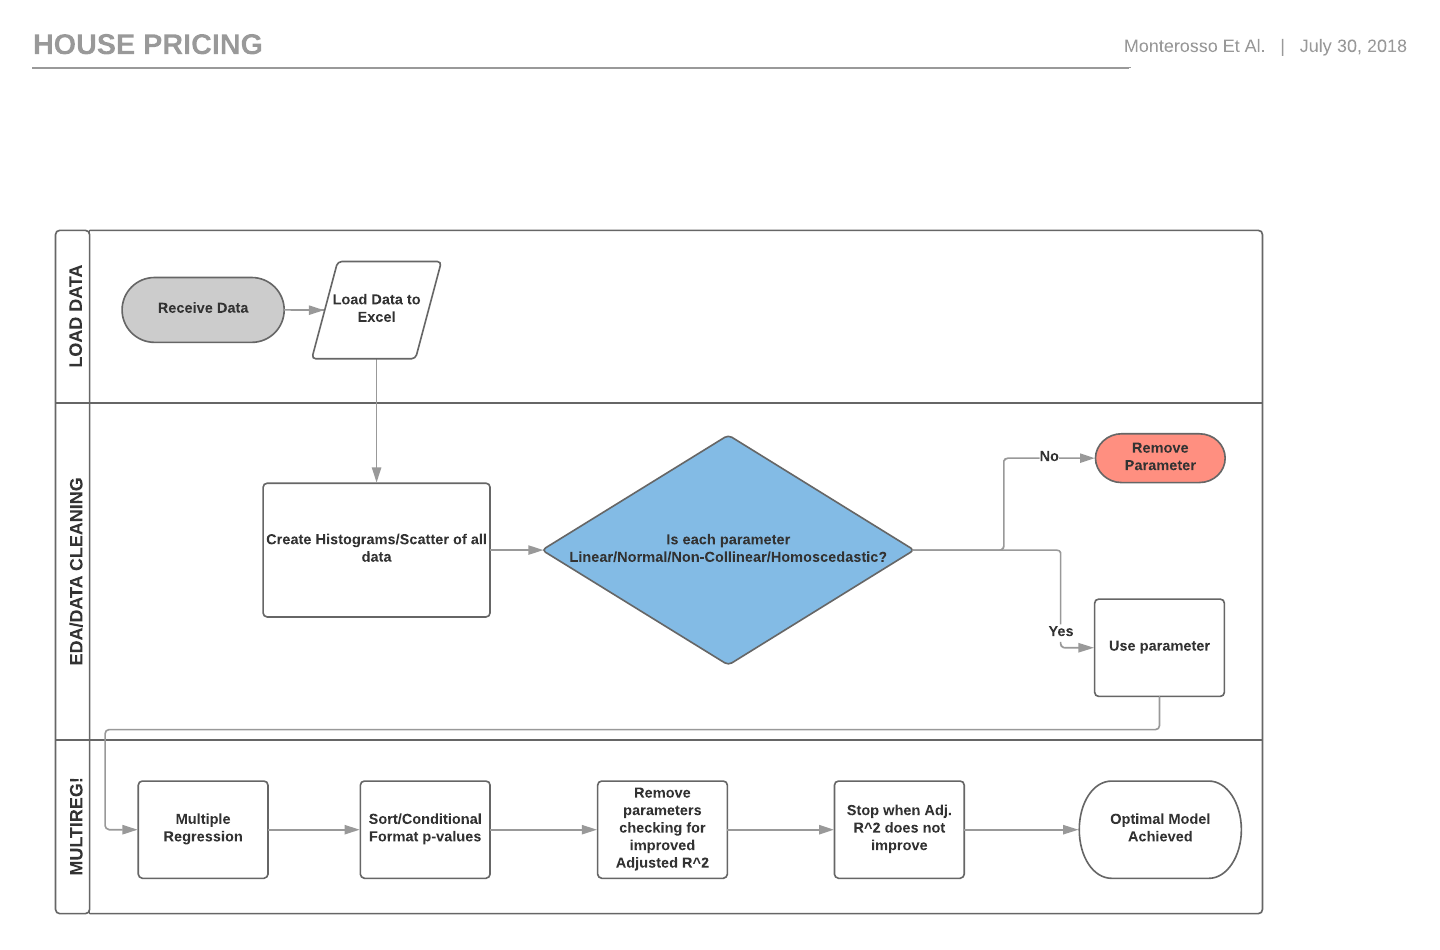 HOUSE PRICING
Monterosso Et Al. | July 30, 2018
LOAD DATA
Receive Data
Load Data to
Excel
EDA/DATA CLEANING
Create Histograms/Scatter of all
data
Is each parameter
Linear/Normal/Non-Collinear/Homoscedastic?
No
Remove
Parameter
Yes
Use parameter
MULTIREG!
Multiple
Regression
Sort/Conditional
Format p-values
Remove
parameters
checking for
improved
Adjusted R^2
Stop when Adj.
R^2 does not
improve
Optimal Model
Achieved